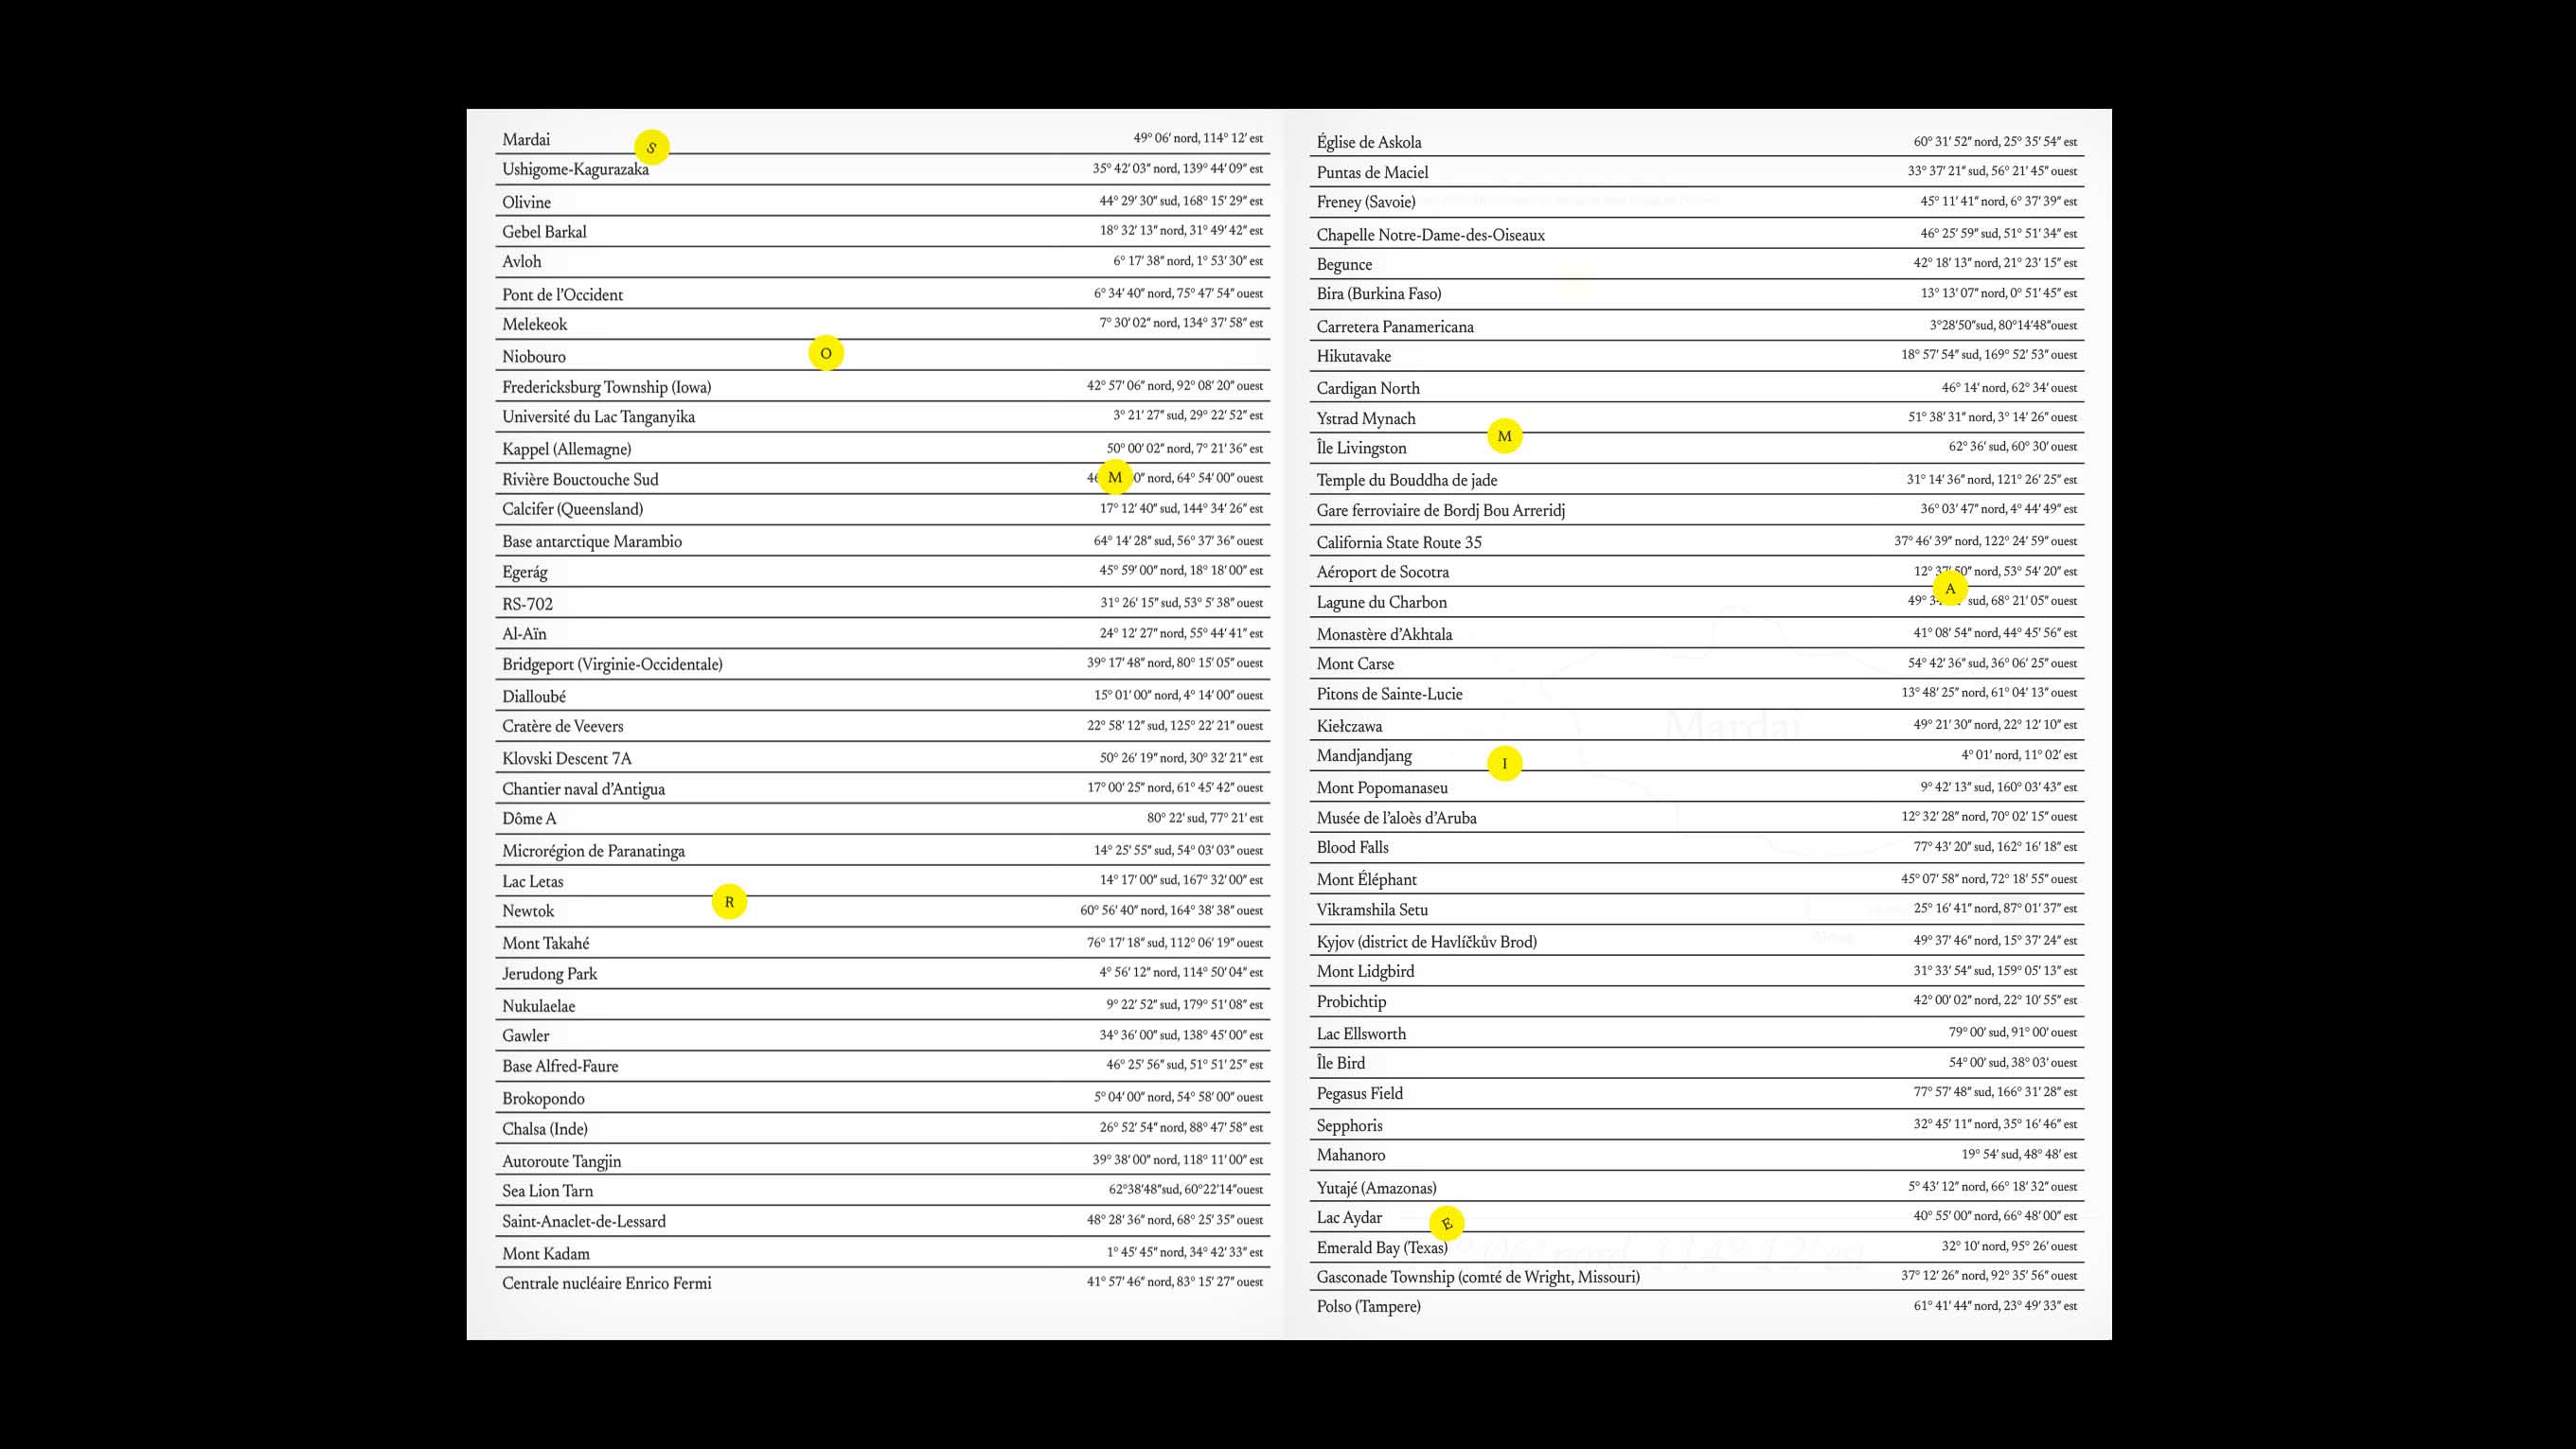 Mardai 49° 06′ nord, 114° 12′ est
S
Ushigome-Kagurazaka 35° 42′ 03″ nord, 139° 44′ 09″ est
Olivine 44° 29′ 30″ sud, 168° 15′ 29″ est
Gebel Barkal 18° 32′ 13″ nord, 31° 49′ 42″ est
Avloh 6° 17′ 38″ nord, 1° 53′ 30″ est
Pont de l’Occident 6° 34′ 40″ nord, 75° 47′ 54″ ouest
Melekeok 7° 30′ 02″ nord, 134° 37′ 58″ est
O
Niobouro
Fredericksburg Township (Iowa) 42° 57′ 06″ nord, 92° 08′ 20″ ouest
Université du Lac Tanganyika 3° 21′ 27″ sud, 29° 22′ 52″ est
Kappel (Allemagne) 50° 00′ 02″ nord, 7° 21′ 36″ est
Rivière Bouctouche Sud 46 M 0″ nord, 64° 54′ 00″ ouest
Calcifer (Queensland) 17° 12′ 40″ sud, 144° 34′ 26″ est
Base antarctique Marambio 64° 14′ 28″ sud, 56° 37′ 36″ ouest
Egerág 45° 59′ 00″ nord, 18° 18′ 00″ est
RS-702 31° 26′ 15″ sud, 53° 5′ 38″ ouest
Al-Aïn 24° 12′ 27″ nord, 55° 44′ 41″ est
Bridgeport (Virginie-Occidentale) 39° 17′ 48″ nord, 80° 15′ 05″ ouest
Dialloubé 15° 01′ 00″ nord, 4° 14′ 00″ ouest
Cratère de Veevers 22° 58′ 12″ sud, 125° 22′ 21″ ouest
Klovski Descent 7A 50° 26′ 19″ nord, 30° 32′ 21″ est
Chantier naval d’Antigua 17° 00′ 25″ nord, 61° 45′ 42″ ouest
Dôme A 80° 22′ sud, 77° 21′ est
Microrégion de Paranatinga 14° 25′ 55″ sud, 54° 03′ 03″ ouest
Lac Letas 14° 17′ 00″ sud, 167° 32′ 00″ est
R
Newtok 60° 56′ 40″ nord, 164° 38′ 38″ ouest
Mont Takahé 76° 17′ 18″ sud, 112° 06′ 19″ ouest
Jerudong Park 4° 56′ 12″ nord, 114° 50′ 04″ est
Nukulaelae 9° 22′ 52″ sud, 179° 51′ 08″ est
Gawler 34° 36′ 00″ sud, 138° 45′ 00″ est
Base Alfred-Faure 46° 25′ 56″ sud, 51° 51′ 25″ est
Brokopondo 5° 04′ 00″ nord, 54° 58′ 00″ ouest
Chalsa (Inde) 26° 52′ 54″ nord, 88° 47′ 58″ est
Autoroute Tangjin 39° 38′ 00″ nord, 118° 11′ 00″ est
Sea Lion Tarn 62°38′48″sud, 60°22′14″ouest
Saint-Anaclet-de-Lessard 48° 28′ 36″ nord, 68° 25′ 35″ ouest
Mont Kadam 1° 45′ 45″ nord, 34° 42′ 33″ est
Centrale nucléaire Enrico Fermi 41° 57′ 46″ nord, 83° 15′ 27″ ouest
Église de Askola 60° 31′ 52″ nord, 25° 35′ 54″ est
Puntas de Maciel 33° 37′ 21″ sud, 56° 21′ 45″ ouest
Freney (Savoie) 45° 11′ 41″ nord, 6° 37′ 39″ est
Chapelle Notre-Dame-des-Oiseaux 46° 25′ 59″ sud, 51° 51′ 34″ est
Begunce 42° 18′ 13″ nord, 21° 23′ 15″ est
Bira (Burkina Faso) 13° 13′ 07″ nord, 0° 51′ 45″ est
Carretera Panamericana 3°28′50″sud, 80°14′48″ouest
Hikutavake 18° 57′ 54″ sud, 169° 52′ 53″ ouest
Cardigan North 46° 14′ nord, 62° 34′ ouest
Ystrad Mynach 51° 38′ 31″ nord, 3° 14′ 26″ ouest
M
Île Livingston 62° 36′ sud, 60° 30′ ouest
Temple du Bouddha de jade 31° 14′ 36″ nord, 121° 26′ 25″ est
Gare ferroviaire de Bordj Bou Arreridj 36° 03′ 47″ nord, 4° 44′ 49″ est
California State Route 35 37° 46′ 39″ nord, 122° 24′ 59″ ouest
Aéroport de Socotra 12° 37′ 50″ nord, 53° 54′ 20″ est
A
Lagune du Charbon 49° 3 sud, 68° 21′ 05″ ouest
Monastère d’Akhtala 41° 08′ 54″ nord, 44° 45′ 56″ est
Mont Carse 54° 42′ 36″ sud, 36° 06′ 25″ ouest
Pitons de Sainte-Lucie 13° 48′ 25″ nord, 61° 04′ 13″ ouest
Kiełczawa 49° 21′ 30″ nord, 22° 12′ 10″ est
Mardai
Mandjandjang 4° 01′ nord, 11° 02′ est
I
Mont Popomanaseu 9° 42′ 13″ sud, 160° 03′ 43″ est
Musée de l’aloès d’Aruba 12° 32′ 28″ nord, 70° 02′ 15″ ouest
Blood Falls 77° 43′ 20″ sud, 162° 16′ 18″ est
Mont Éléphant 45° 07′ 58″ nord, 72° 18′ 55″ ouest
Vikramshila Setu 25° 16′ 41″ nord, 87° 01′ 37″ est
Kyjov (district de Havlíčkův Brod) 49° 37′ 46″ nord, 15° 37′ 24″ est
Mont Lidgbird 31° 33′ 54″ sud, 159° 05′ 13″ est
Probichtip 42° 00′ 02″ nord, 22° 10′ 55″ est
Lac Ellsworth 79° 00′ sud, 91° 00′ ouest
Île Bird 54° 00′ sud, 38° 03′ ouest
Pegasus Field 77° 57′ 48″ sud, 166° 31′ 28″ est
Sepphoris 32° 45′ 11″ nord, 35° 16′ 46″ est
Mahanoro 19° 54′ sud, 48° 48′ est
Yutajé (Amazonas) 5° 43′ 12″ nord, 66° 18′ 32″ ouest
Lac Aydar 40° 55′ 00″ nord, 66° 48′ 00″ est
E
Emerald Bay (Texas) 32° 10′ nord, 95° 26′ ouest
06′ nord, 114° 12′ est
Gasconade Township (comté de Wright, Missouri) 37° 12′ 26″ nord, 92° 35′ 56″ ouest
Polso (Tampere) 61° 41′ 44″ nord, 23° 49′ 33″ est